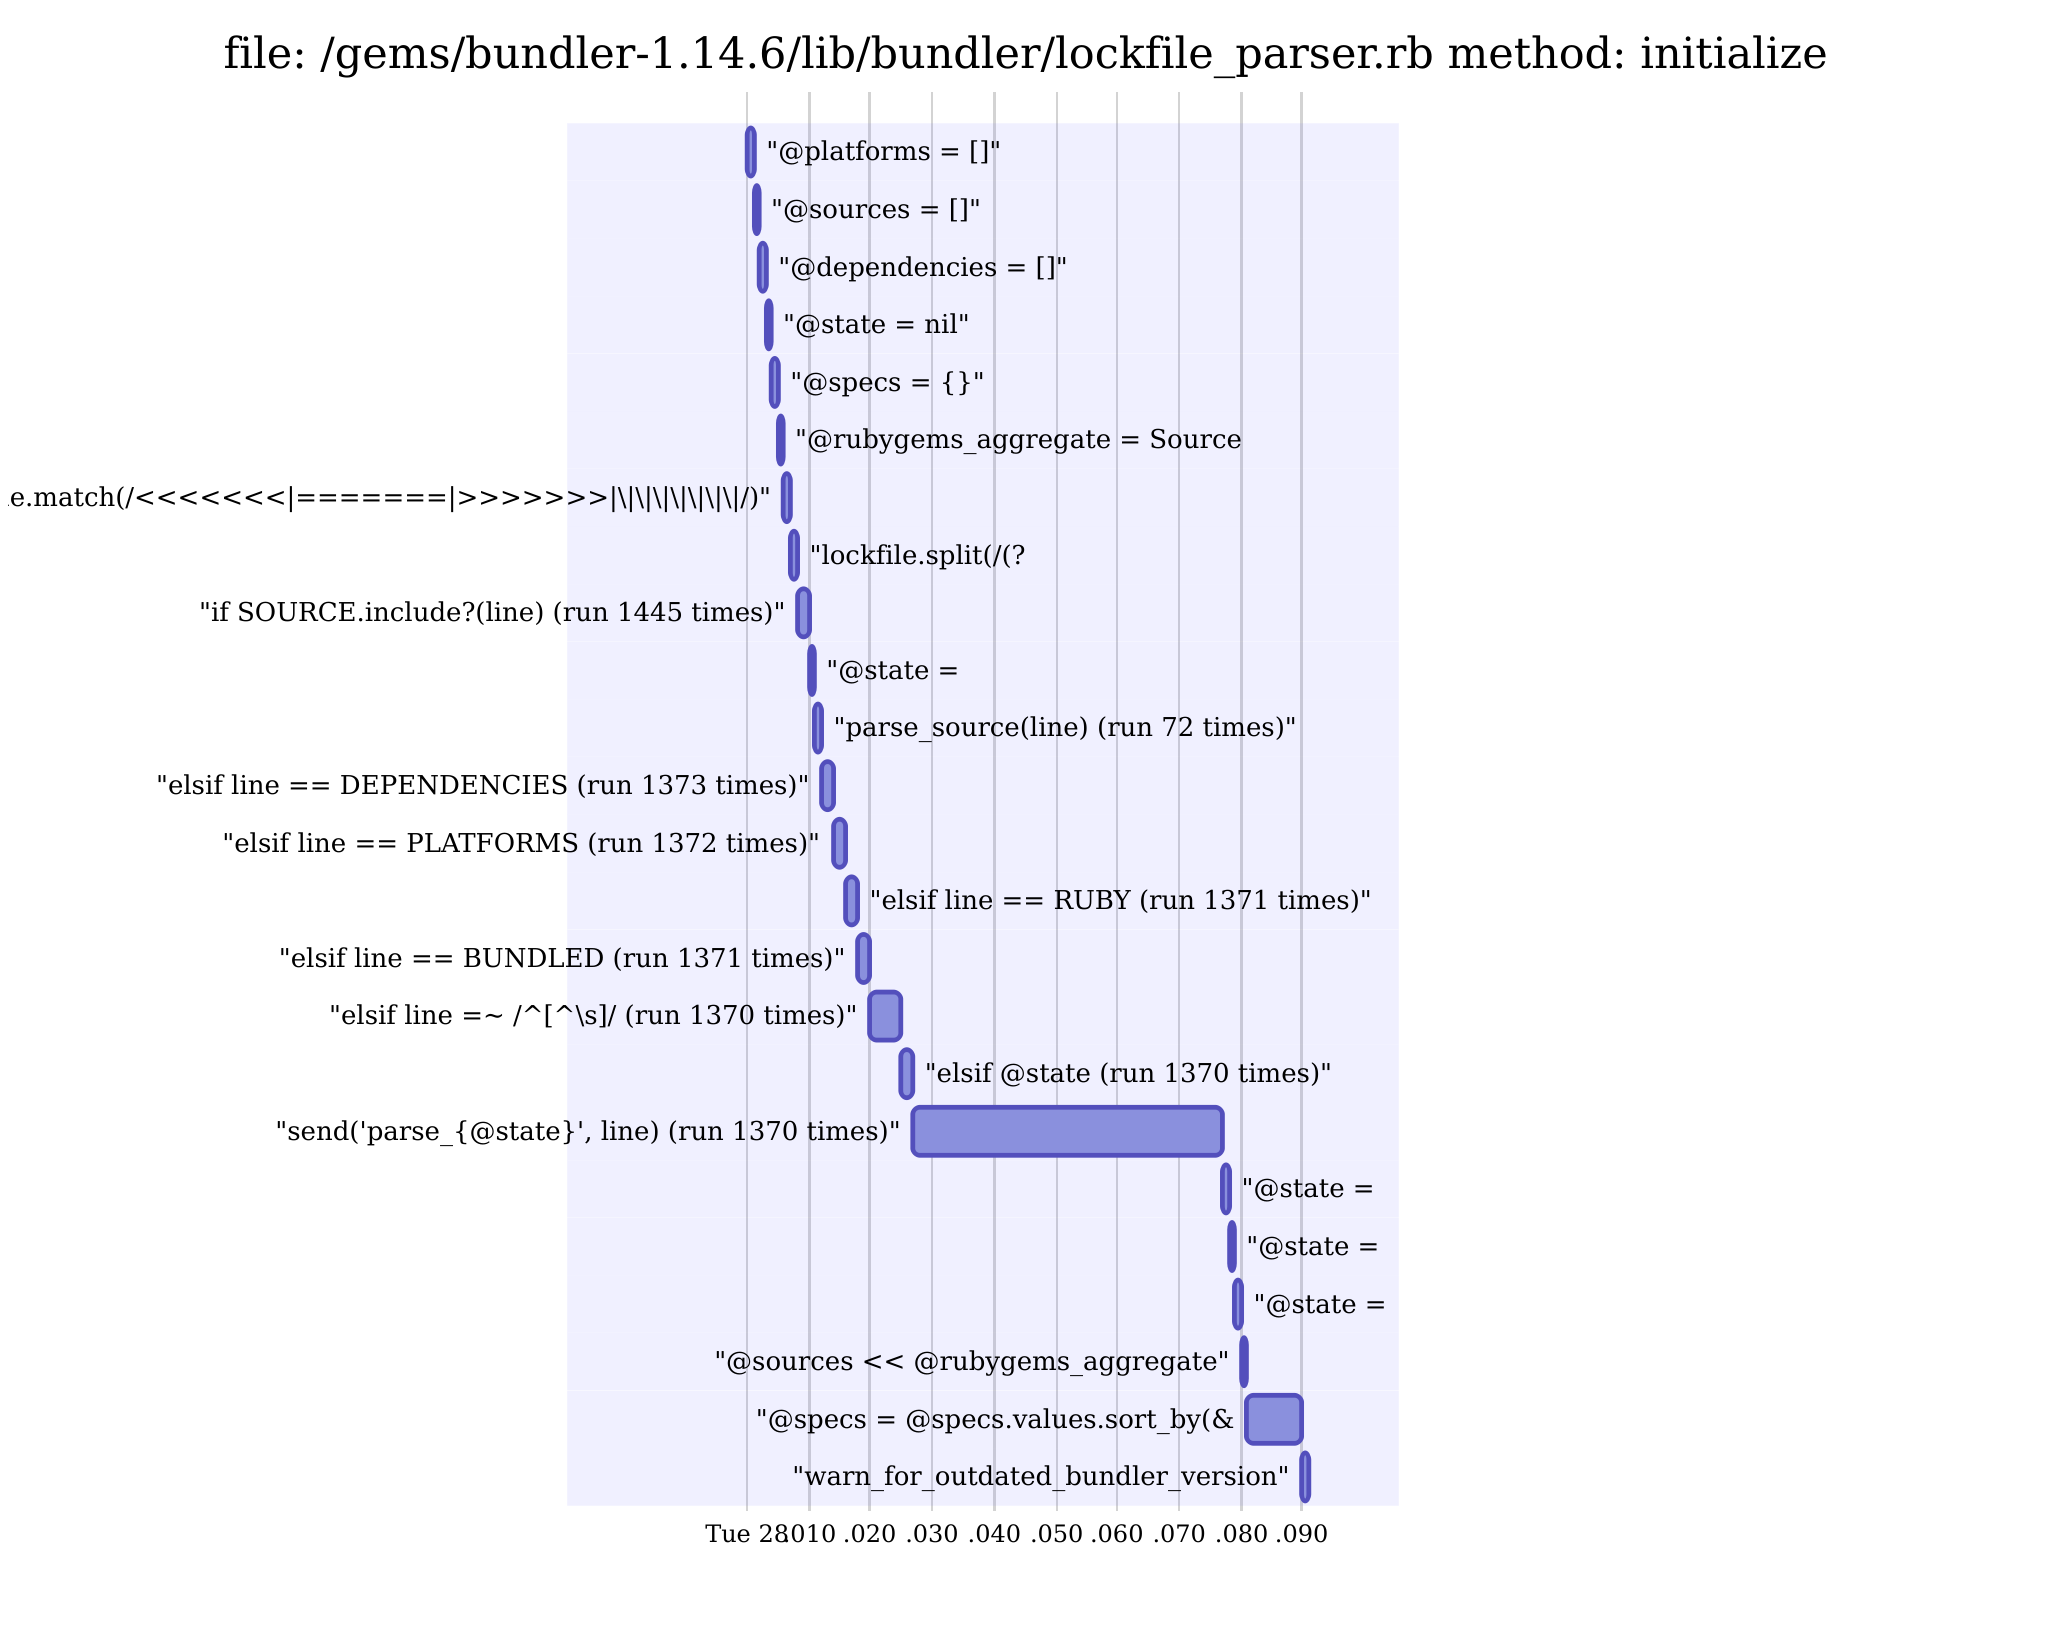 file: /gems/bundler-1.14.6/lib/bundler/lockfile_parser.rb method: initialize
"@platforms = []"
"@sources = []"
"@dependencies = []"
"@state = nil"
"@specs = {}"
"@rubygems_aggregate = Source
e.match(/<<<<<<<|=======|>>>>>>>|\|\|\|\|\|\|\|/)"
"lockfile.split(/(?
"if SOURCE.include?(line) (run 1445 times)"
"@state =
"parse_source(line) (run 72 times)"
"elsif line == DEPENDENCIES (run 1373 times)"
"elsif line == PLATFORMS (run 1372 times)"
"elsif line == RUBY (run 1371 times)"
"elsif line == BUNDLED (run 1371 times)"
"elsif line =~ /^[^\s]/ (run 1370 times)"
"elsif @state (run 1370 times)"
"send('parse_{@state}', line) (run 1370 times)"
"@state =
"@state =
"@state =
"@sources << @rubygems_aggregate"
"@specs = @specs.values.sort_by(&
"warn_for_outdated_bundler_version"
Tue 28 .010 .020 .030 .040 .050 .060 .070 .080 .090